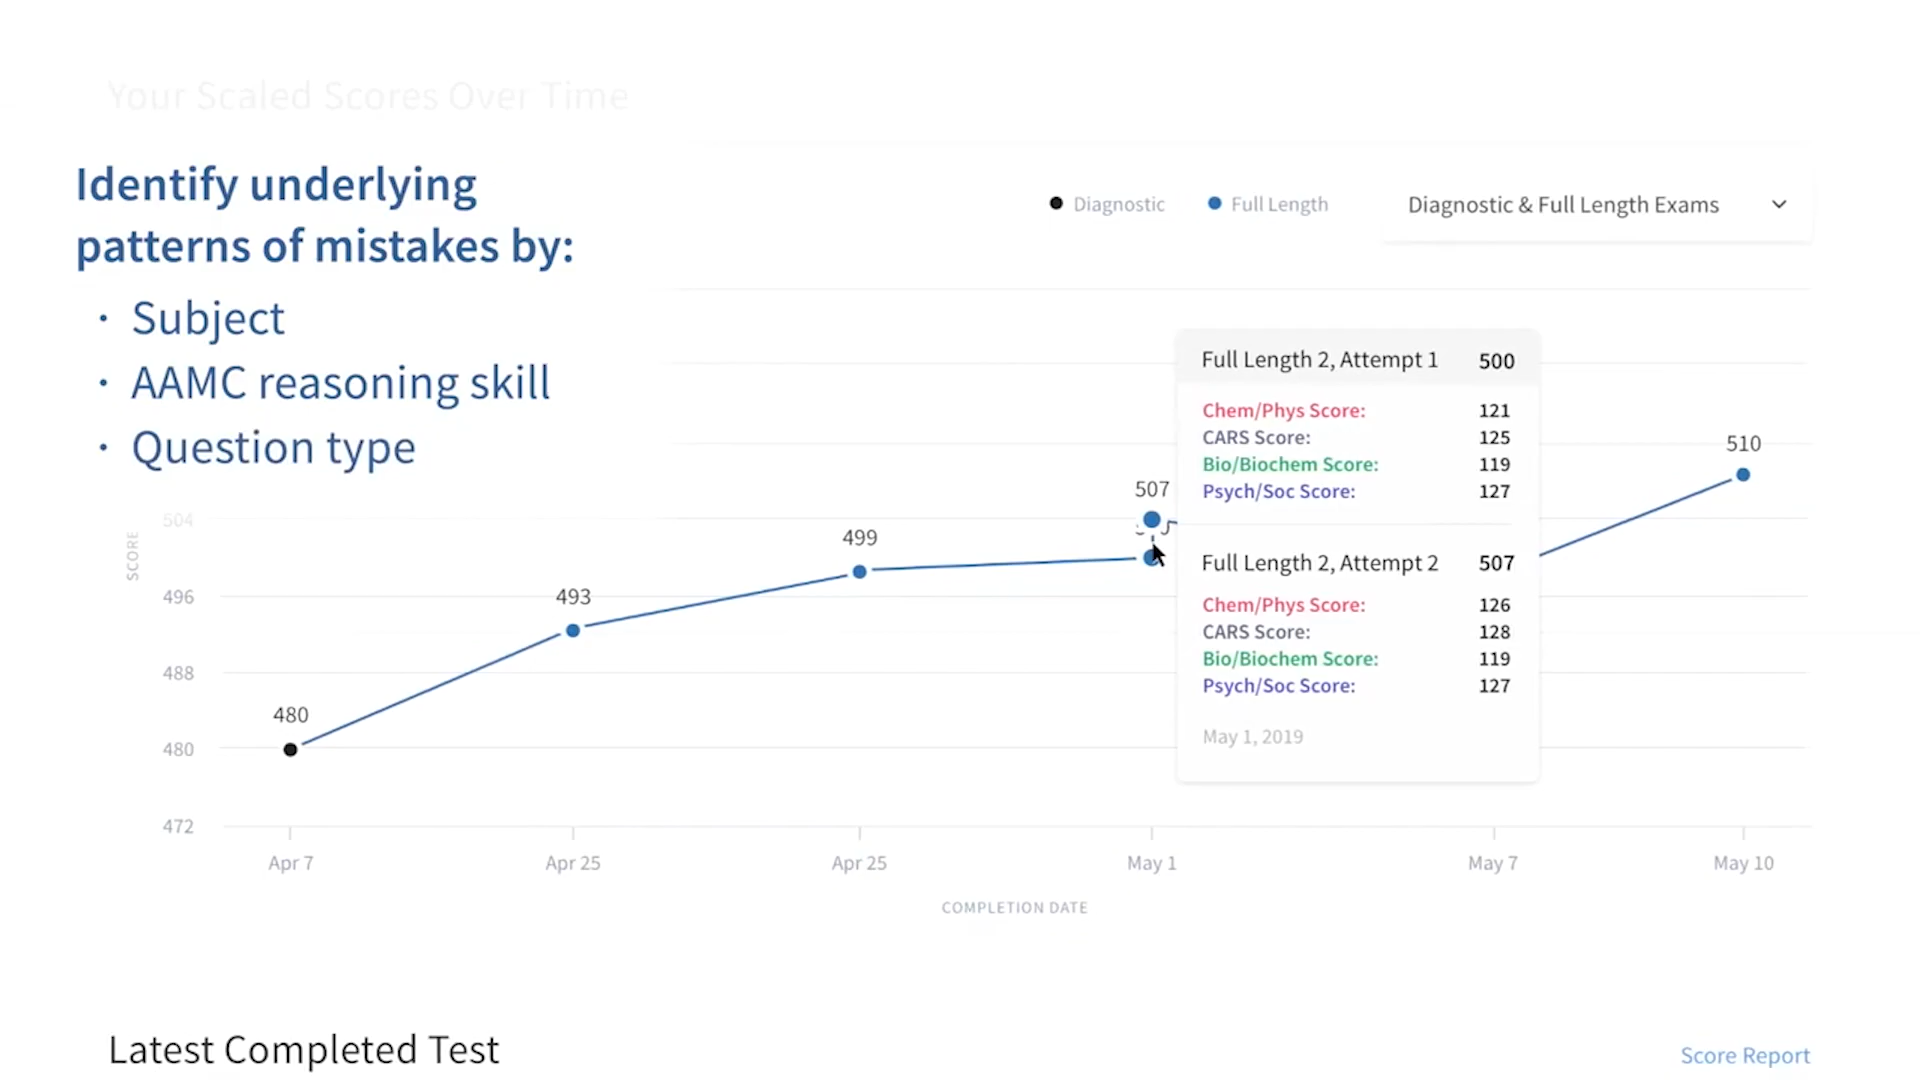 Your Scaled Scores Over Time
Identify underlying
patterns of mistakes by:
· Subject
· AAMC reasoning skill
· Question type
Diagnostic
Full Length
Diagnostic & Full Length Exams
Full Length 2, Attempt 1 500
Chem/Phys Score: 121
CARS Score: 125
Bio/Biochem Score: 119
Psych/Soc Score: 127
Full Length 2, Attempt 2 507
Chem/Phys Score: 126
CARS Score: 128
Bio/Biochem Score: 119
Psych/Soc Score: 127
May 1, 2019
510
507
499
493
480
SCORE
504
496
488
480
472
Apr 7
Apr 25
Apr 25
May 1
May 7
May 10
COMPLETION DATE
Latest Completed Test
Score Report